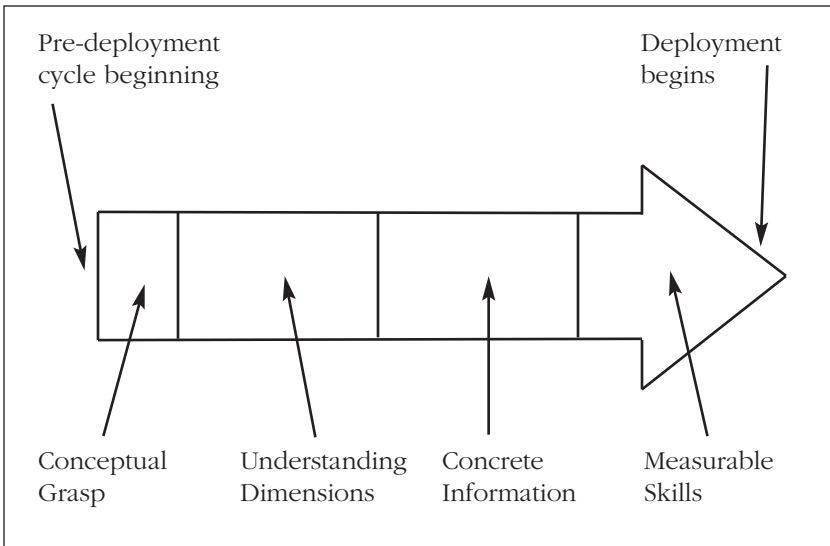 Pre-deployment
cycle beginning
Deployment
begins
Conceptual
Grasp
Understanding
Dimensions
Concrete
Information
Measurable
Skills